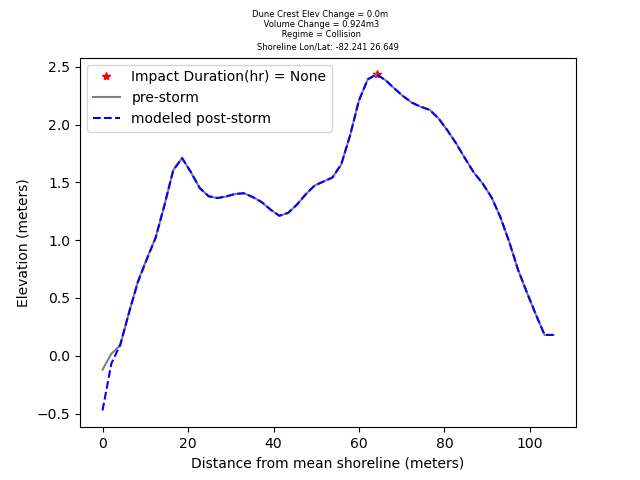 Dune Crest Elev Change = 0.0m
Volume Change = 0.924m3
Regime = Collision
Shoreline Lon/Lat: -82.241 26.649
Impact Duration(hr) = None
pre-storm
modeled post-storm
2.5
2.0
1.5
1.0
0.5
0.0
−0.5
Elevation (meters)
0 20 40 60 80 100
Distance from mean shoreline (meters)